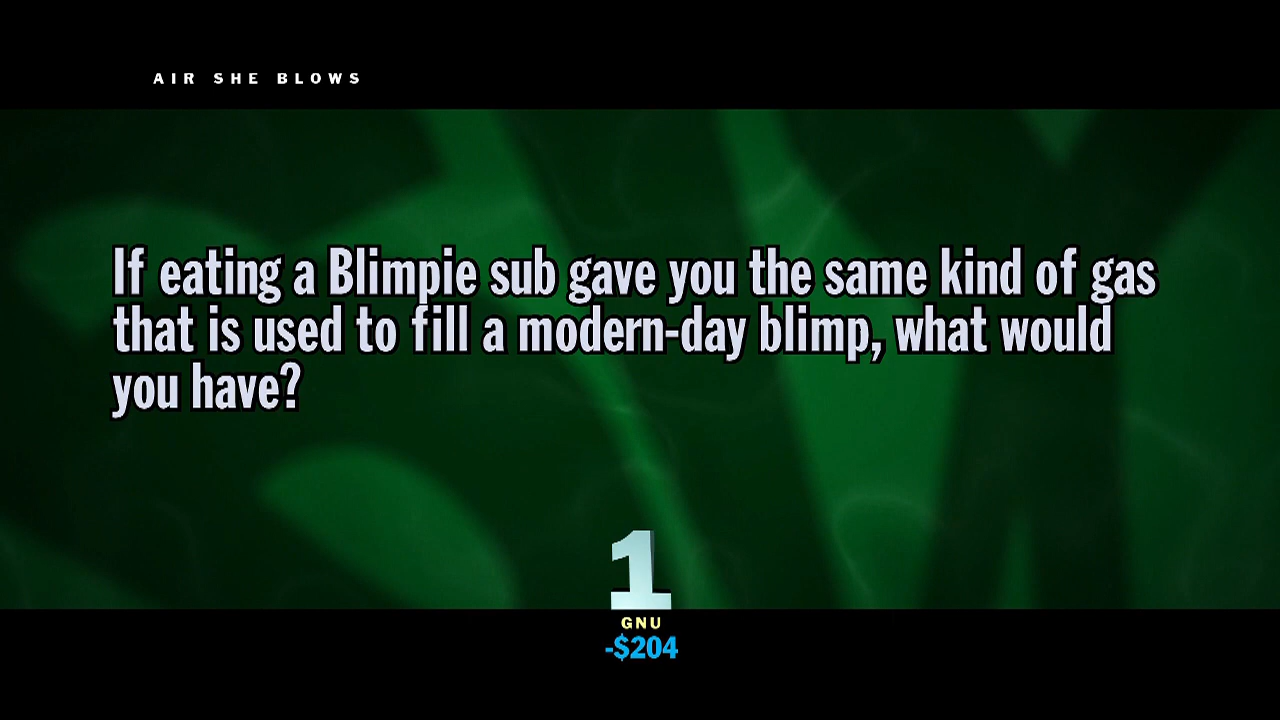 AIR SHE BLOWS
If eating a Blimpie sub gave you the same kind of gas
that is used to fill a modern-day blimp, what would
you have?
1
GNU
-$204